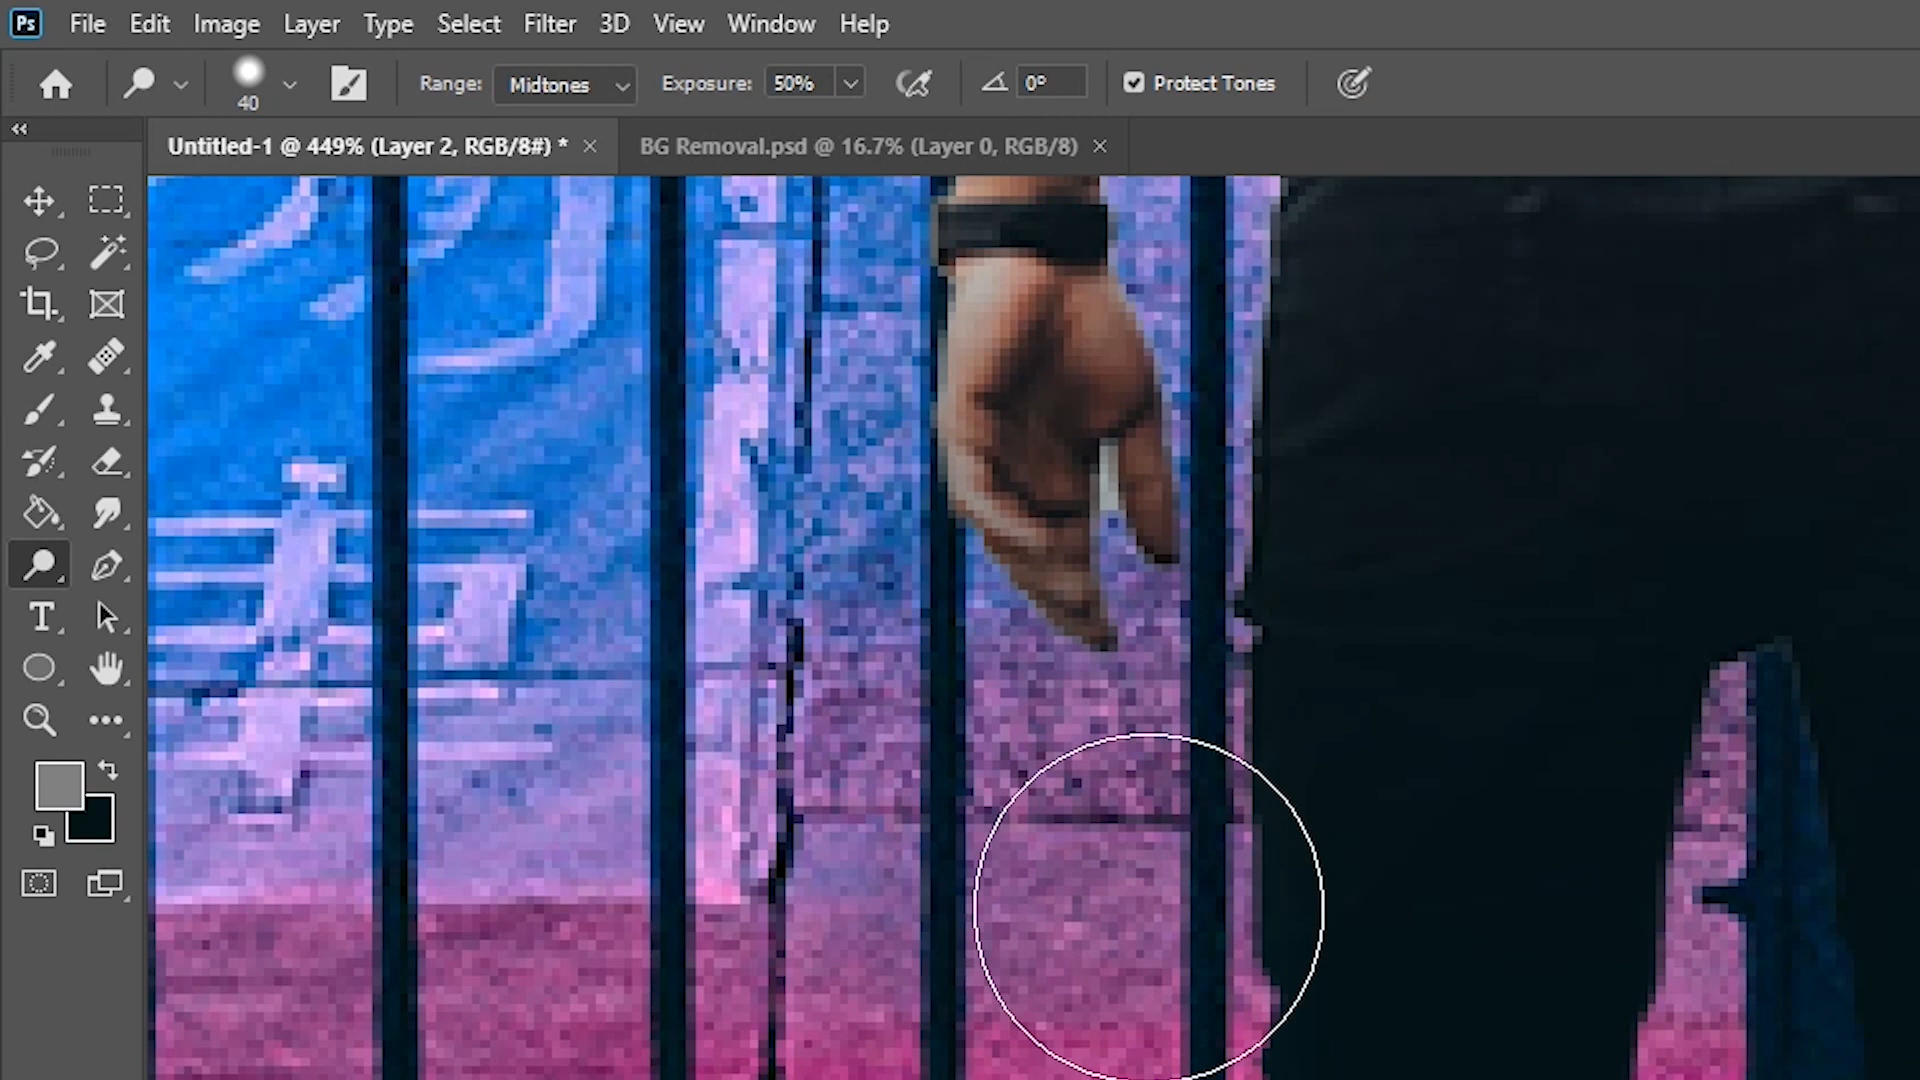 Ps File Edit Image Layer Type Select Filter 3D View Window Help
40 Range: Midtones Exposure: 50% 0° Protect Tones
Untitled-1 @ 449% (Layer 2, RGB/8#) * × BG Removal.psd @ 16.7% (Layer 0, RGB/8) ×
T